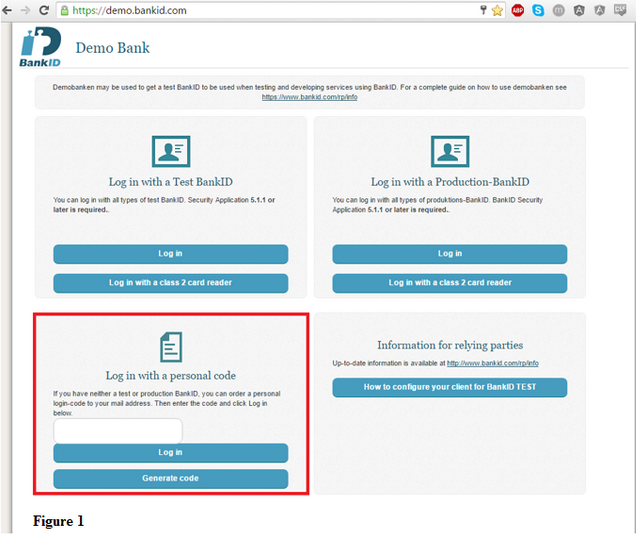 https://demo.bankid.com
ABP
BankID
Demo Bank
Demobanken may be used to get a test BankID to be used when testing and developing services using BankID. For a complete guide on how to use demobanken see
https://www.bankid.com/rp/info
Log in with a Test BankID
You can log in with all types of test BankID. Security Application 5.1.1 or
later is required..
Log in
Log in with a class 2 card reader
Log in with a Production-BankID
You can log in with all types of produktions-BankID. BankID Security
Application 5.1.1 or later is required..
Log in
Log in with a class 2 card reader
Log in with a personal code
If you have neither a test or production BankID, you can order a personal
login-code to your mail address. Then enter the code and click Log in
below.
Log in
Generate code
Information for relying parties
Up-to-date information is available at http://www.bankid.com/rp/info
How to configure your client for BankID TEST
Figure 1